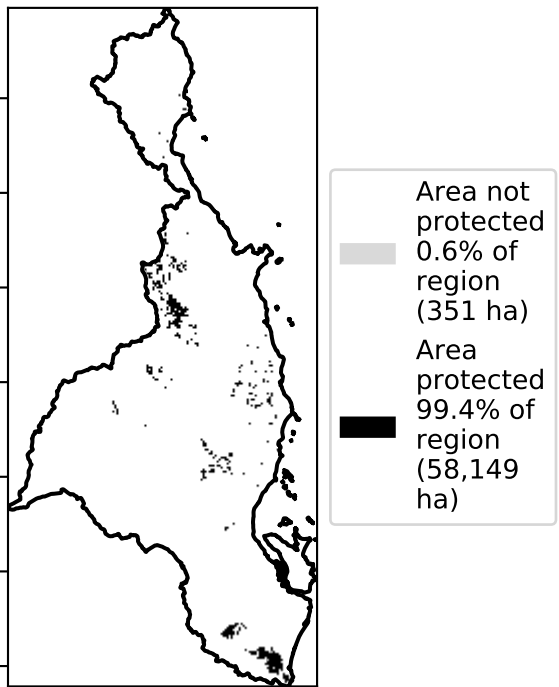 Area not
protected
0.6% of
region
(351 ha)
Area
protected
99.4% of
region
(58,149
ha)